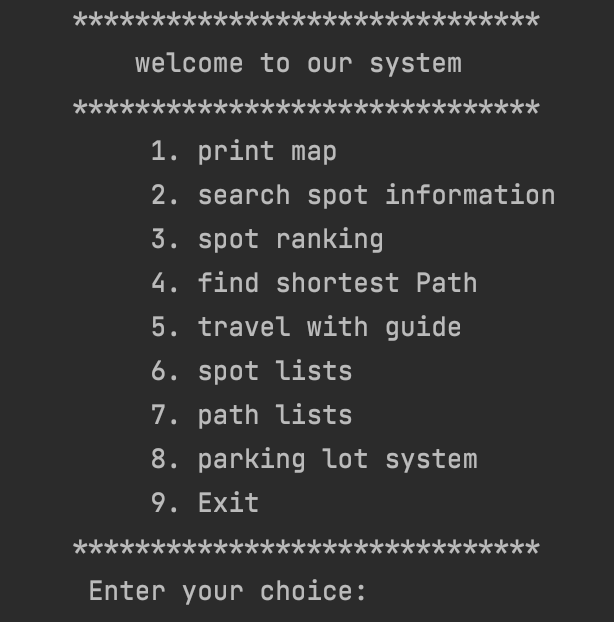 ******************************
welcome to our system
******************************
1. print map
2. search spot information
3. spot ranking
4. find shortest Path
5. travel with guide
6. spot lists
7. path lists
8. parking lot system
9. Exit
******************************
Enter your choice: